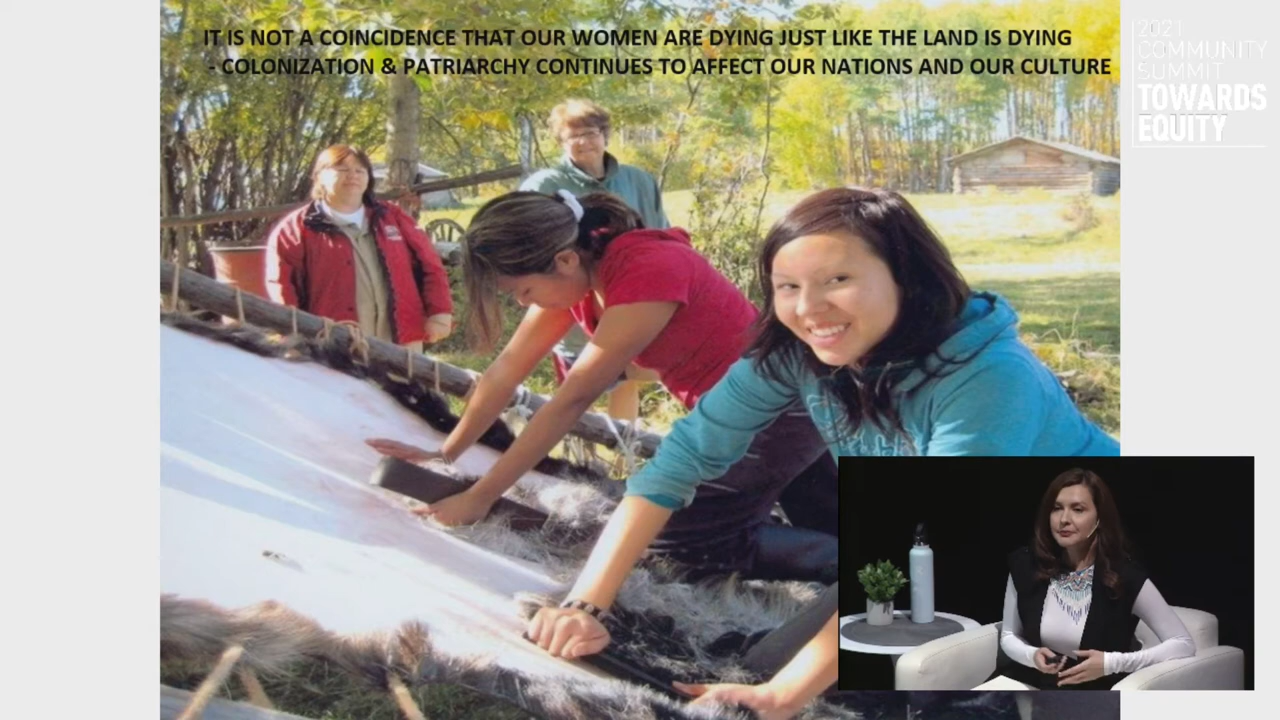 IT IS NOT A COINCIDENCE THAT OUR WOMEN ARE DYING JUST LIKE THE LAND IS DYING
- COLONIZATION & PATRIARCHY CONTINUES TO AFFECT OUR NATIONS AND OUR CULTURE
2021
COMMUNITY
SUMMIT
TOWARDS
EQUITY